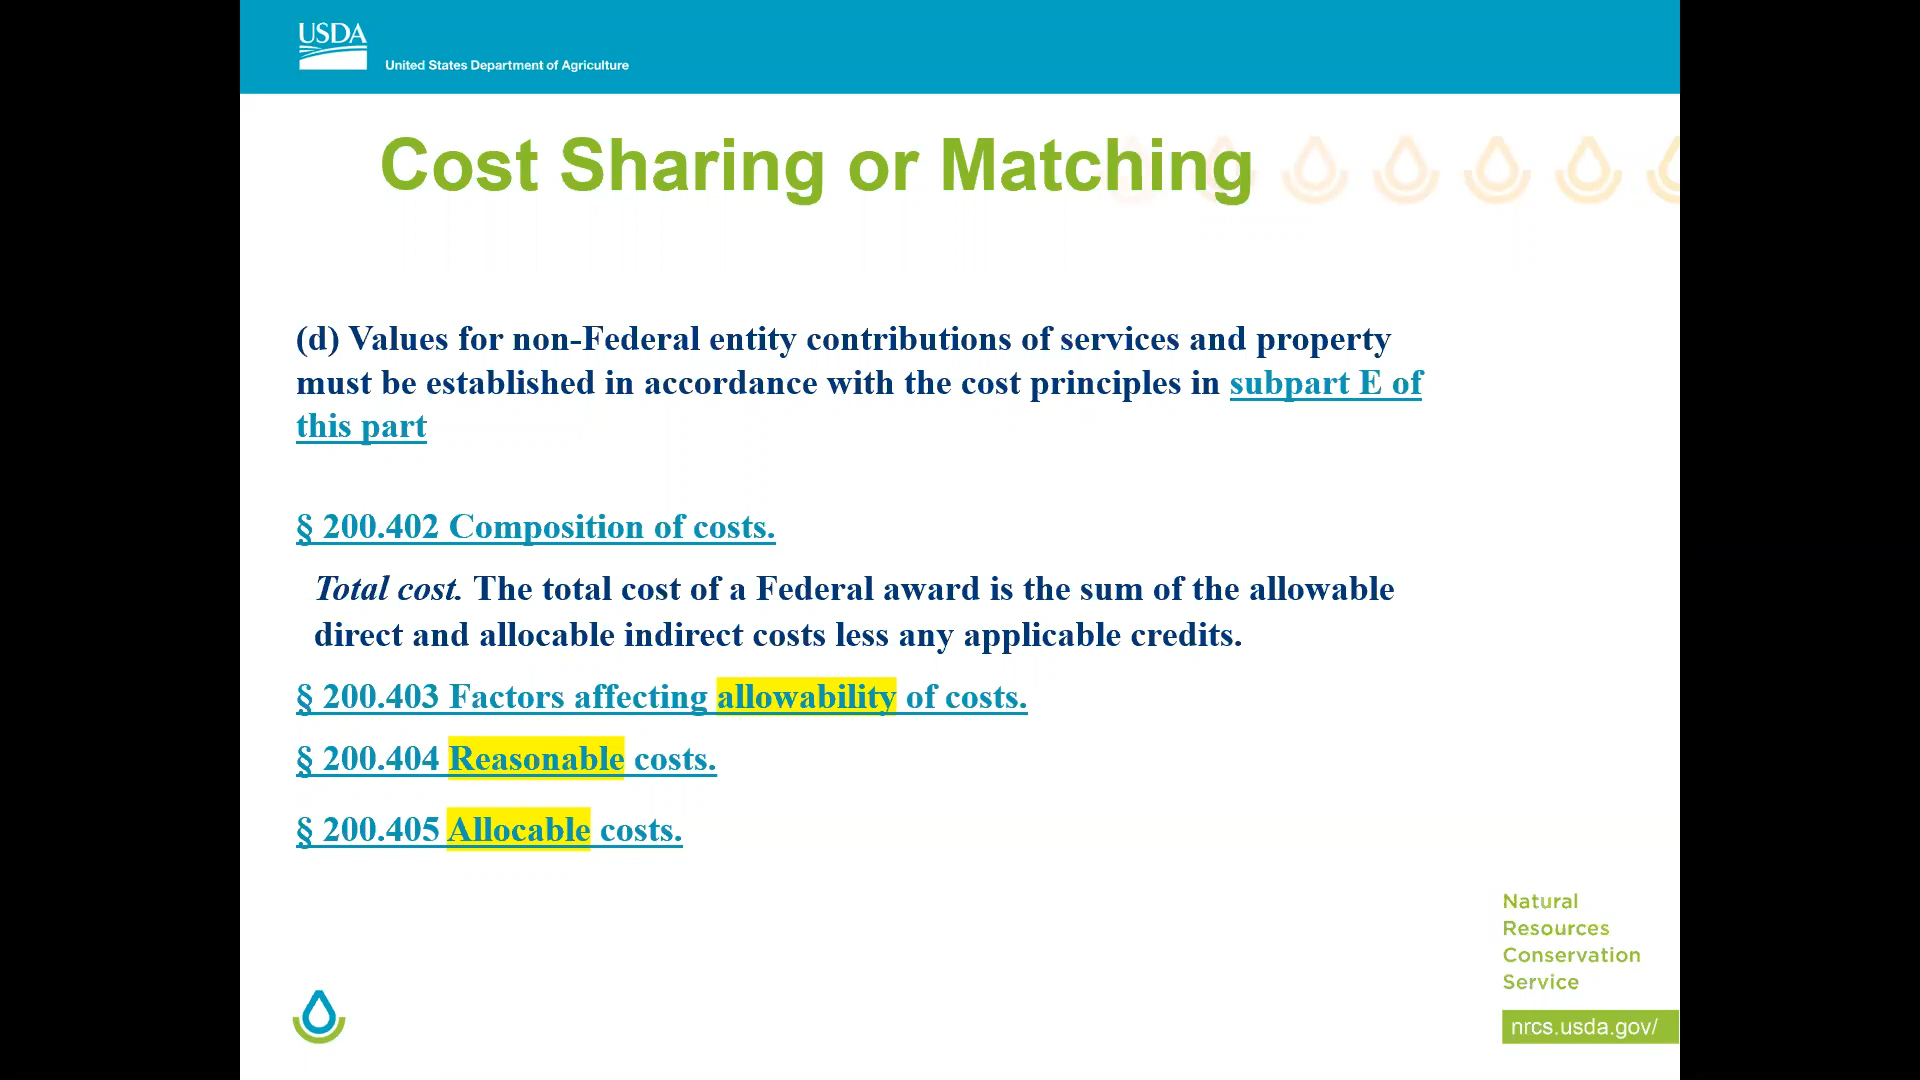 USDA
United States Department of Agriculture
Cost Sharing or Matching
(d) Values for non-Federal entity contributions of services and property
must be established in accordance with the cost principles in subpart E of
this part
§ 200.402 Composition of costs.
Total cost. The total cost of a Federal award is the sum of the allowable
direct and allocable indirect costs less any applicable credits.
§ 200.403 Factors affecting allowability of costs.
§ 200.404 Reasonable costs.
§ 200.405 Allocable costs.
Natural
Resources
Conservation
Service
nrcs.usda.gov/